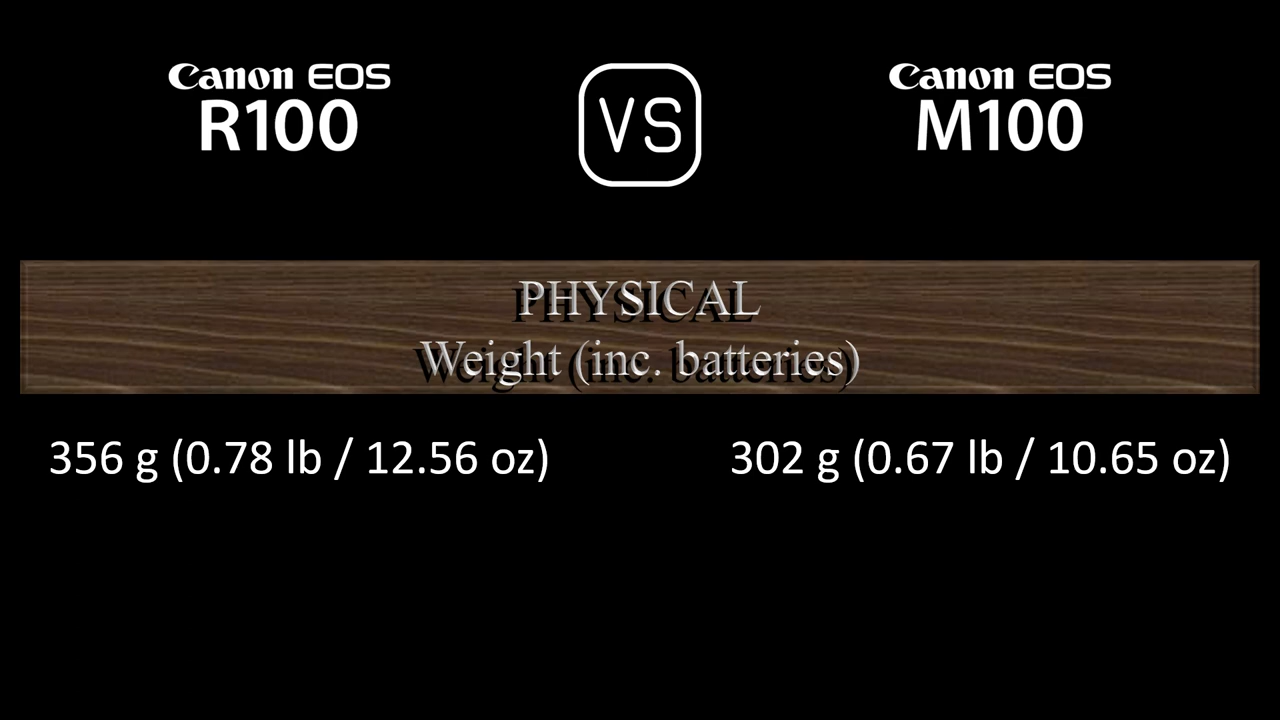 Canon EOS
R100
VS
Canon EOS
M100
PHYSICAL
Weight (inc. batteries)
356 g (0.78 lb / 12.56 oz)
302 g (0.67 lb / 10.65 oz)